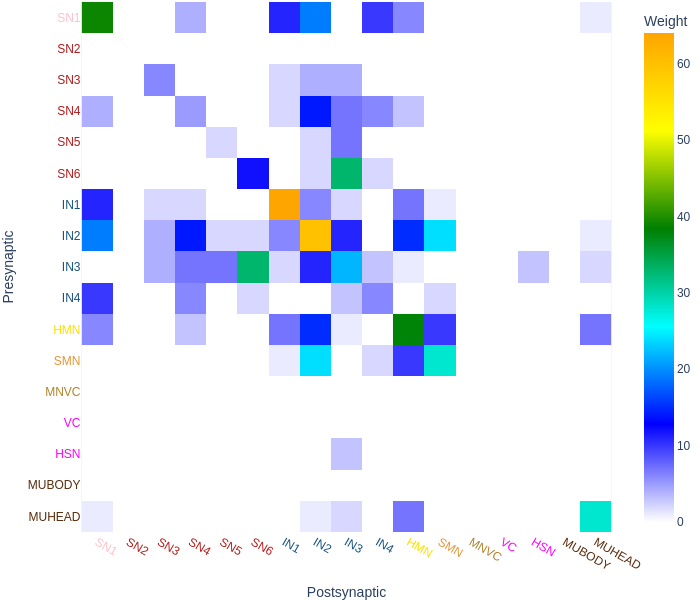 Weight
SN1
SN2
SN3
SN4
SN5
SN6
IN1
IN2
IN3
IN4
HMN
SMN
MNVC
VC
HSN
MUBODY
MUHEAD
Presynaptic
60
50
40
30
20
10
0
SN1 SN2 SN3 SN4 SN5 SN6 IN1 IN2 IN3 IN4 HMN SMN MNVC VC HSN MUBODY MUHEAD
Postsynaptic